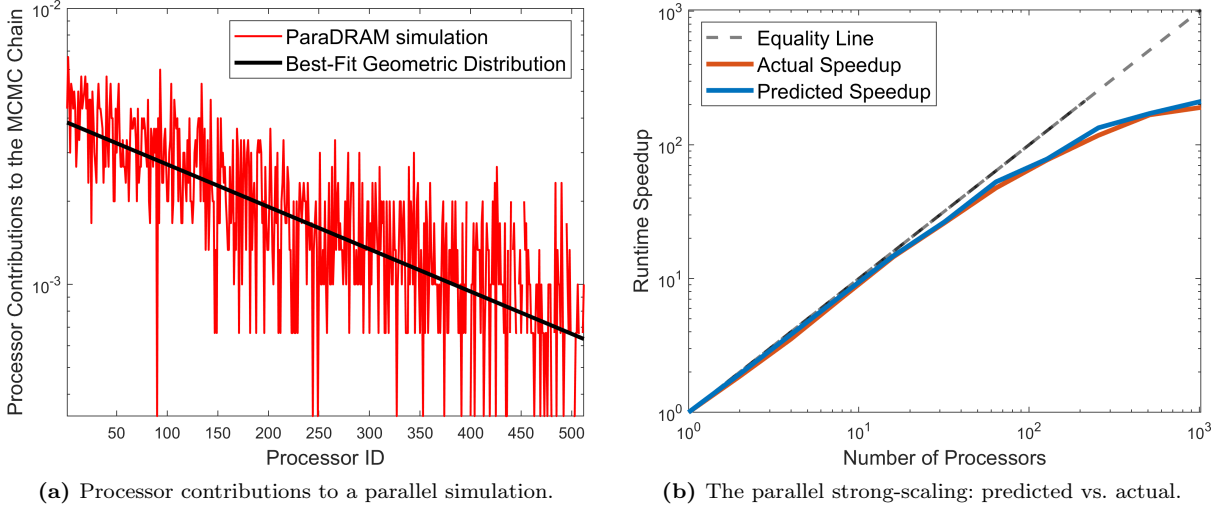 Processor Contributions to the MCMC Chain
10^-2
10^-3
ParaDRAM simulation
Best-Fit Geometric Distribution
50 100 150 200 250 300 350 400 450 500
Processor ID
(a) Processor contributions to a parallel simulation.
Runtime Speedup
10^3
10^2
10^1
10^0
Equality Line
Actual Speedup
Predicted Speedup
10^0 10^1 10^2 10^3
Number of Processors
(b) The parallel strong-scaling: predicted vs. actual.